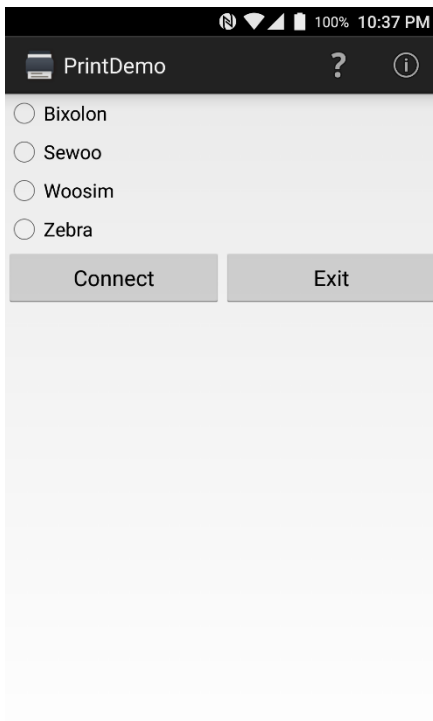 100% 10:37 PM
PrintDemo ?
Bixolon
Sewoo
Woosim
Zebra
Connect Exit